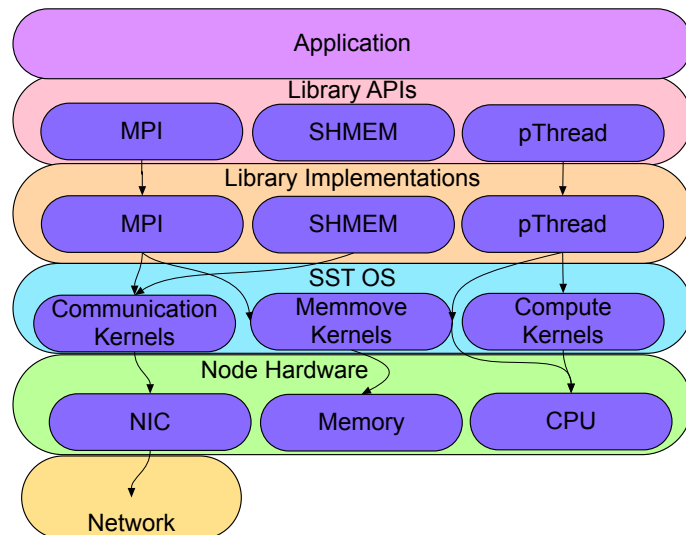 Application
Library APIs
MPI
SHMEM
pThread
Library Implementations
MPI
SHMEM
pThread
SST OS
Communication
Kernels
Memmove
Kernels
Compute
Kernels
Node Hardware
NIC
Memory
CPU
Network